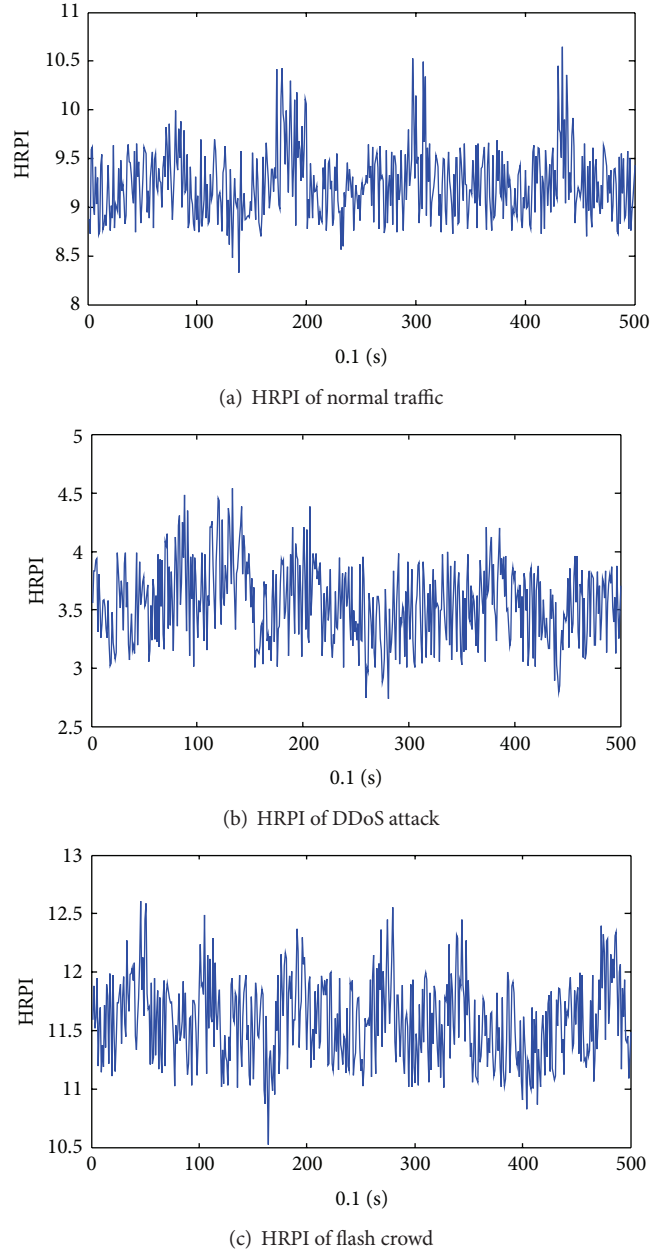 11
10.5
10
9.5
9
8.5
8
HRPI
0 100 200 300 400 500
0.1 (s)
(a) HRPI of normal traffic
5
4.5
4
3.5
3
2.5
HRPI
0 100 200 300 400 500
0.1 (s)
(b) HRPI of DDoS attack
13
12.5
12
11.5
11
10.5
HRPI
0 100 200 300 400 500
0.1 (s)
(c) HRPI of flash crowd